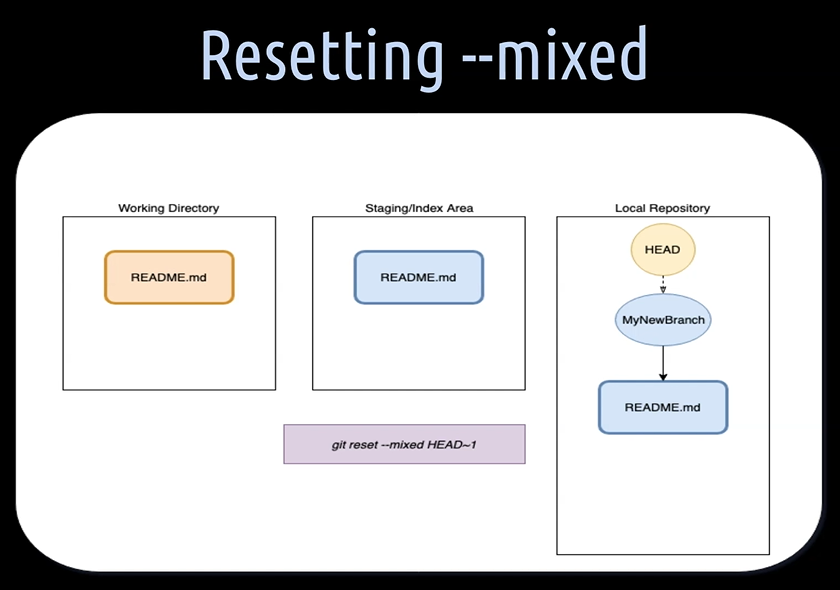 Resetting --mixed
Working Directory
README.md
Staging/Index Area
README.md
Local Repository
HEAD
MyNewBranch
README.md
git reset --mixed HEAD~1